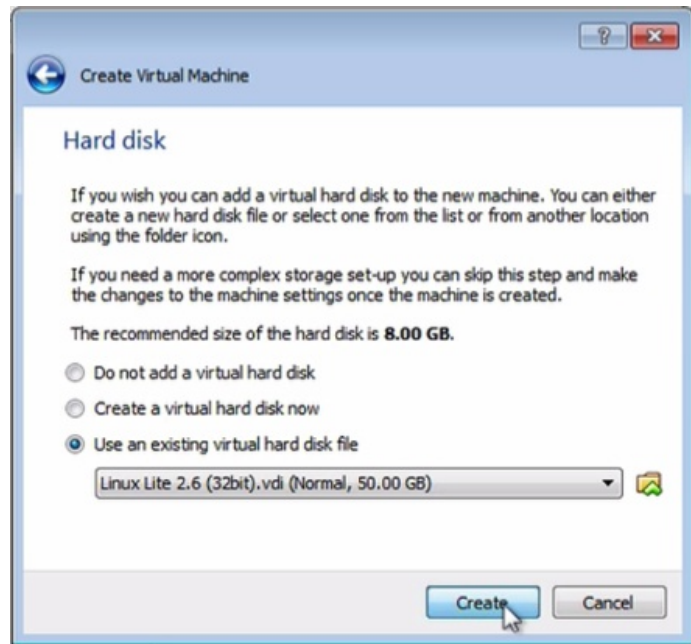 Create Virtual Machine
Hard disk
If you wish you can add a virtual hard disk to the new machine. You can either
create a new hard disk file or select one from the list or from another location
using the folder icon.
If you need a more complex storage set-up you can skip this step and make
the changes to the machine settings once the machine is created.
The recommended size of the hard disk is 8.00 GB.
Do not add a virtual hard disk
Create a virtual hard disk now
Use an existing virtual hard disk file
Linux Lite 2.6 (32bit).vdi (Normal, 50.00 GB)
Create Cancel